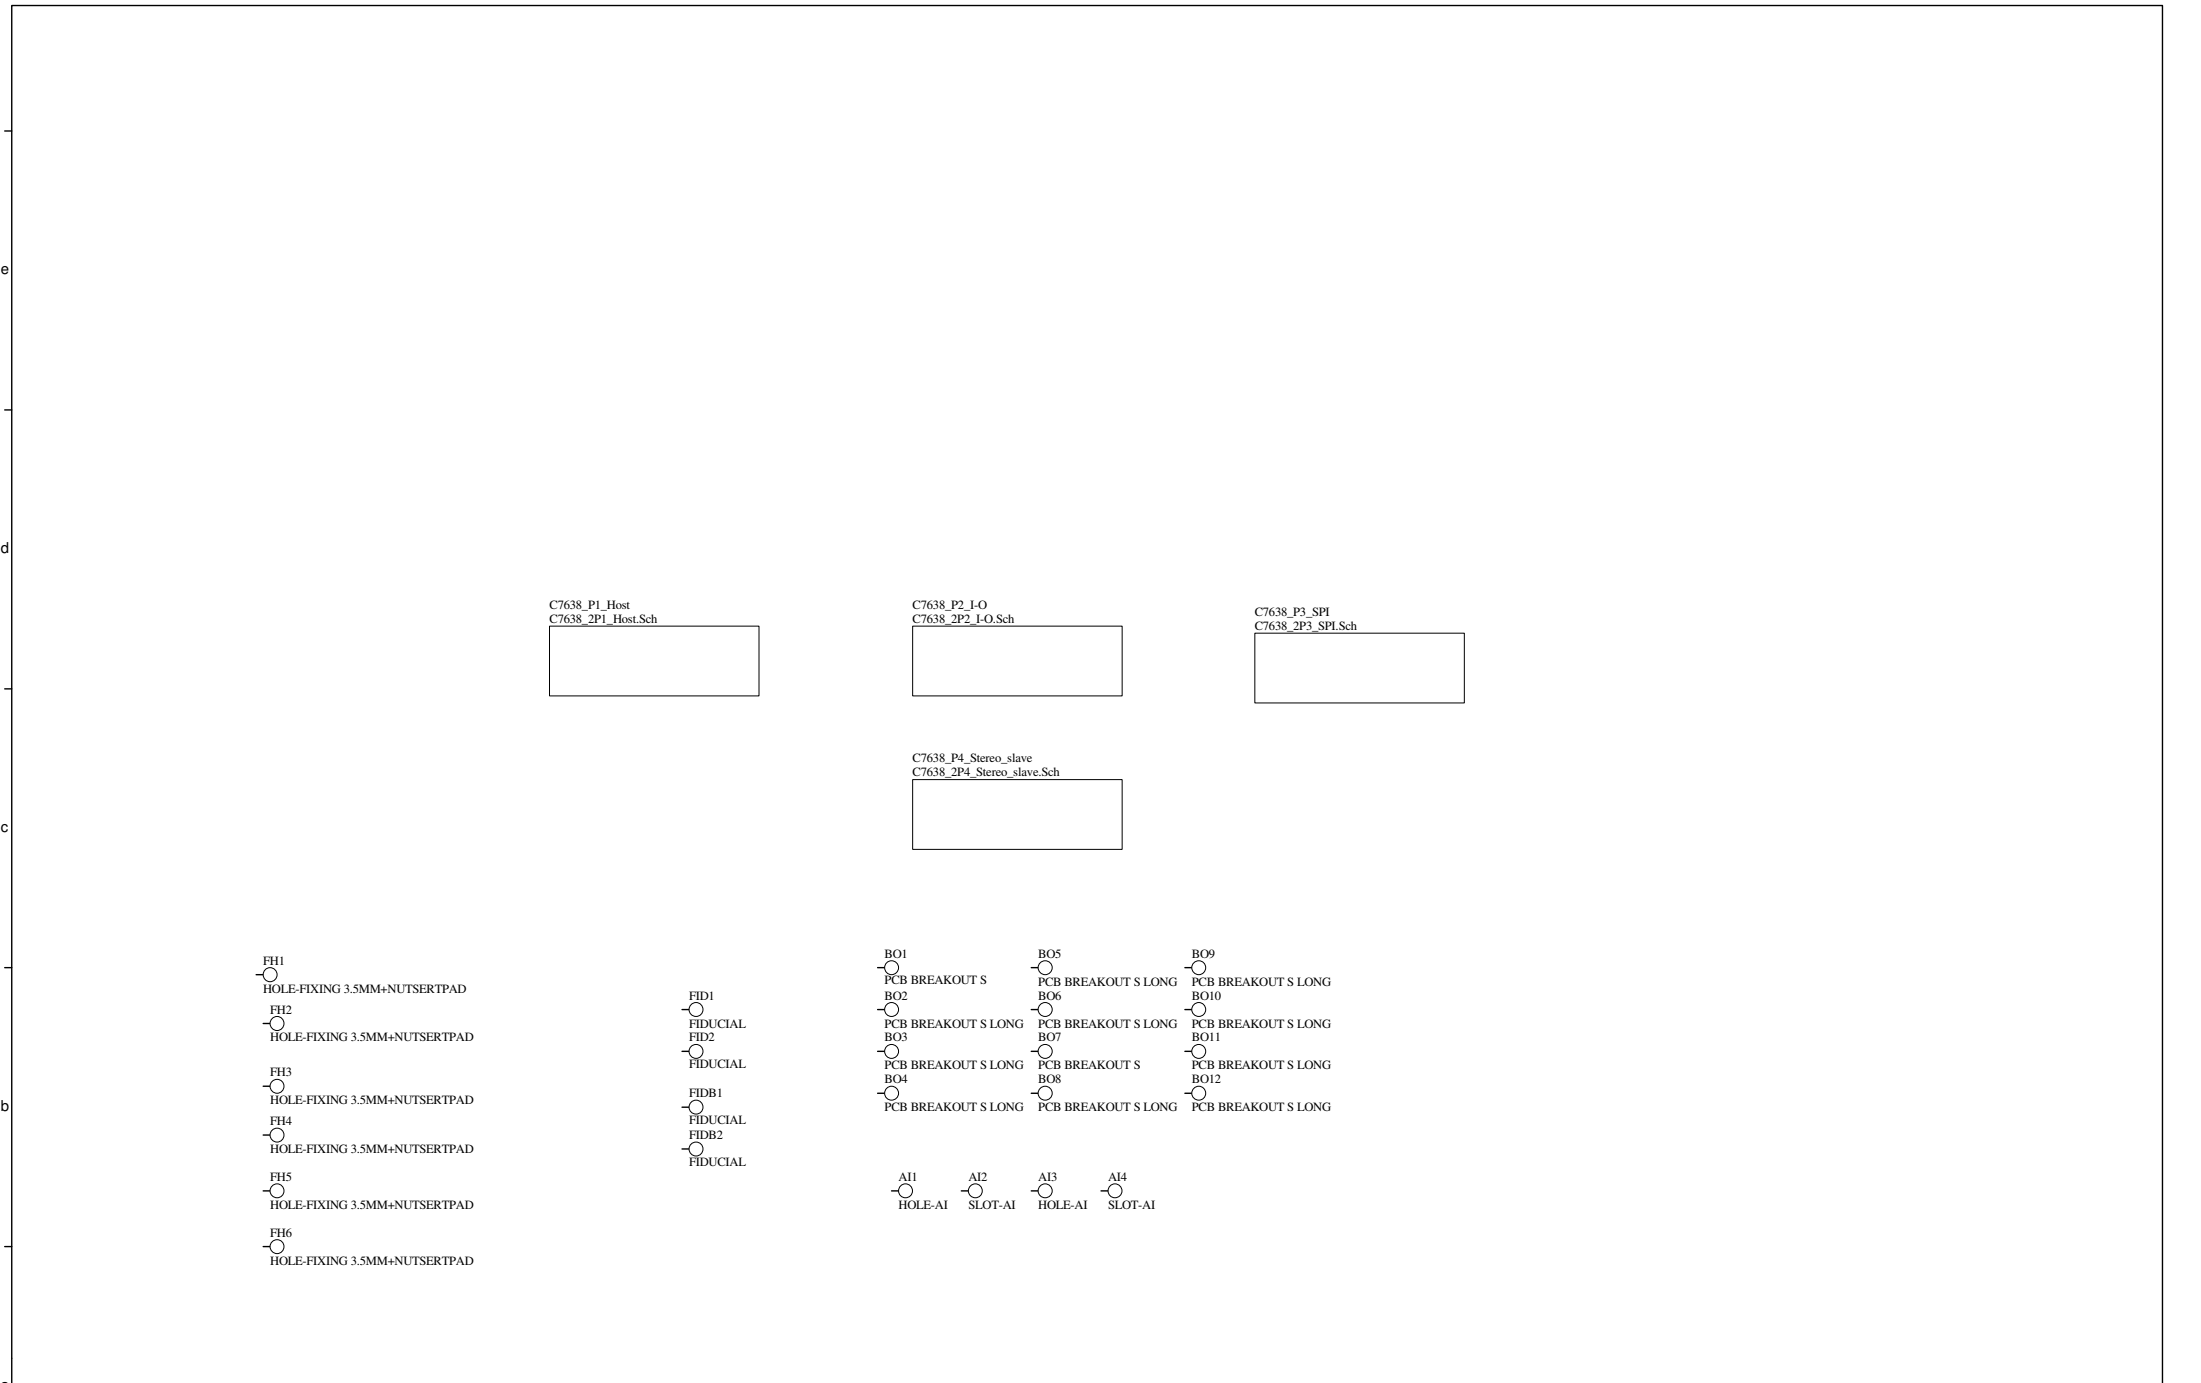 e
d
C7638_P1_Host
C7638_2P1_Host.Sch
C7638_P2_I-O
C7638_2P2_I-O.Sch
C7638_P3_SPI
C7638_2P3_SPI.Sch
C7638_P4_Stereo_slave
C7638_2P4_Stereo_slave.Sch
c
FH1
HOLE-FIXING 3.5MM+NUTSERTPAD
FH2
HOLE-FIXING 3.5MM+NUTSERTPAD
FH3
HOLE-FIXING 3.5MM+NUTSERTPAD
b
FH4
HOLE-FIXING 3.5MM+NUTSERTPAD
FH5
HOLE-FIXING 3.5MM+NUTSERTPAD
FH6
HOLE-FIXING 3.5MM+NUTSERTPAD
FID1
FIDUCIAL
FID2
FIDUCIAL
FIDB1
FIDUCIAL
FIDB2
FIDUCIAL
BO1
PCB BREAKOUT S
BO2
PCB BREAKOUT S LONG
BO3
PCB BREAKOUT S LONG
BO4
PCB BREAKOUT S LONG
BO5
PCB BREAKOUT S LONG
BO6
PCB BREAKOUT S LONG
BO7
PCB BREAKOUT S
BO8
PCB BREAKOUT S LONG
BO9
PCB BREAKOUT S LONG
BO10
PCB BREAKOUT S LONG
BO11
PCB BREAKOUT S LONG
BO12
PCB BREAKOUT S LONG
AI1
HOLE-AI
AI2
SLOT-AI
AI3
HOLE-AI
AI4
SLOT-AI